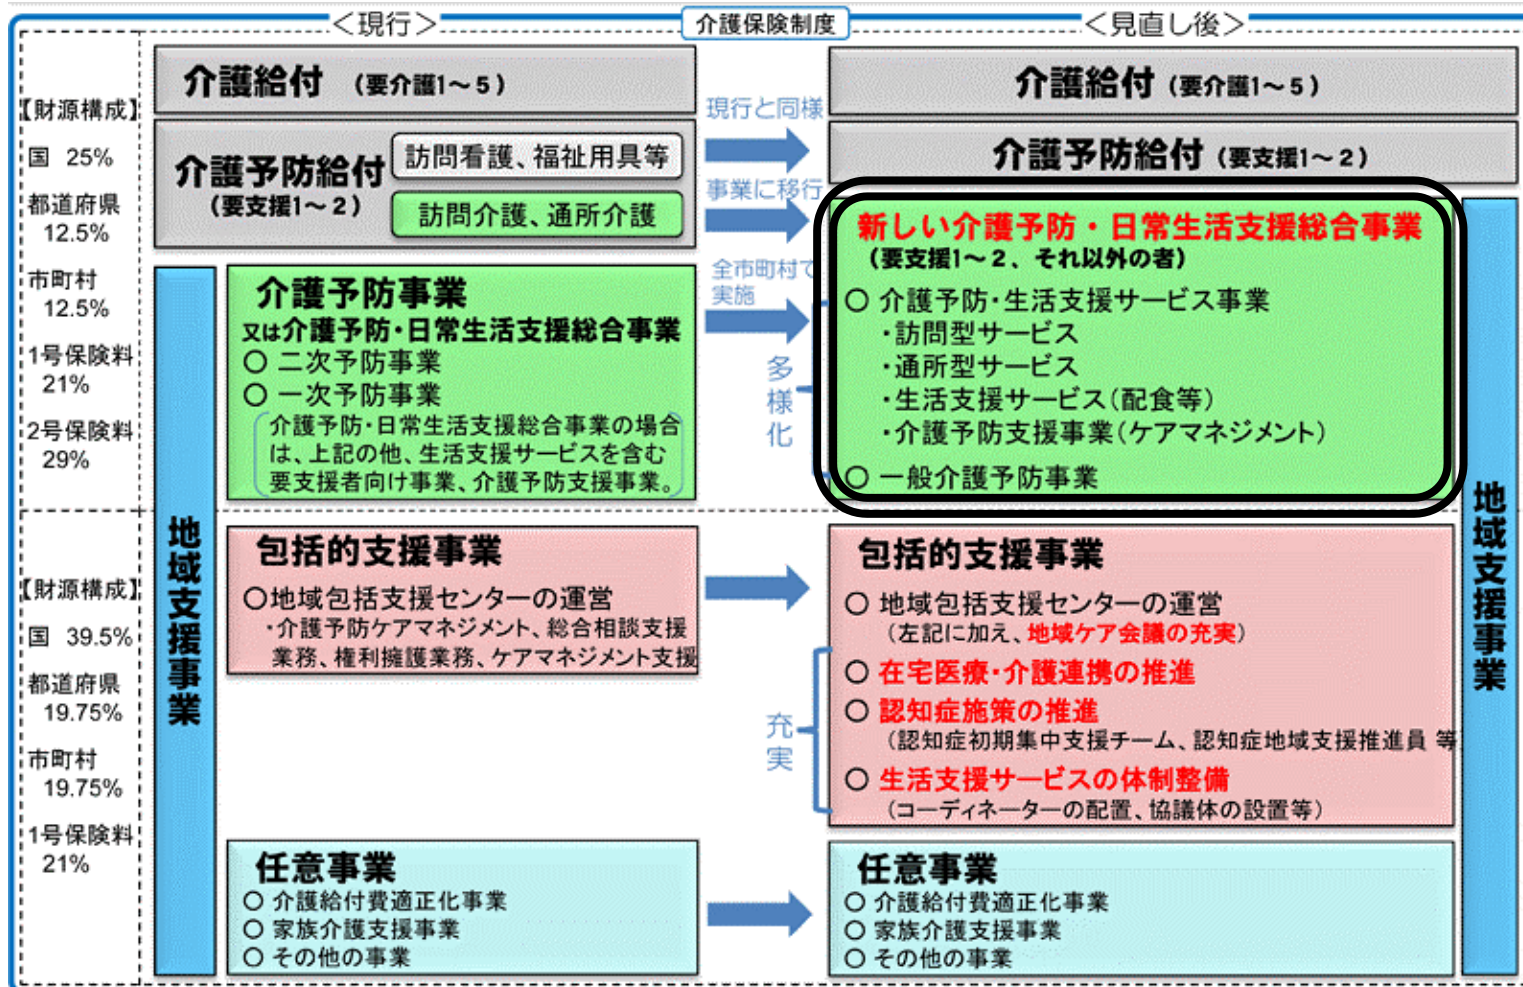 ＜現行＞
介護保険制度
＜見直し後＞
【財源構成】
国 25%
都道府県
12.5%
市町村
12.5%
1号保険料
21%
2号保険料
29%
【財源構成】
国 39.5%
都道府県
19.75%
市町村
19.75%
1号保険料
21%
介護給付 （要介護1～5）
介護予防給付
（要支援1～2）
訪問看護、福祉用具等
訪問介護、通所介護
地域支援事業
介護予防事業
又は介護予防・日常生活支援総合事業
○ 二次予防事業
○ 一次予防事業
介護予防・日常生活支援総合事業の場合
は、上記の他、生活支援サービスを含む
要支援者向け事業、介護予防支援事業。
包括的支援事業
○地域包括支援センターの運営
・介護予防ケアマネジメント、総合相談支援
業務、権利擁護業務、ケアマネジメント支援
任意事業
○ 介護給付費適正化事業
○ 家族介護支援事業
○ その他の事業
現行と同様
事業に移行
全市町村で
実施
多様化
充実
介護給付 （要介護1～5）
介護予防給付 （要支援1～2）
新しい介護予防・日常生活支援総合事業
（要支援1～2、それ以外の者）
○ 介護予防・生活支援サービス事業
・訪問型サービス
・通所型サービス
・生活支援サービス（配食等）
・介護予防支援事業（ケアマネジメント）
○ 一般介護予防事業
包括的支援事業
○ 地域包括支援センターの運営
（左記に加え、地域ケア会議の充実）
○ 在宅医療・介護連携の推進
○ 認知症施策の推進
（認知症初期集中支援チーム、認知症地域支援推進員 等
○ 生活支援サービスの体制整備
（コーディネーターの配置、協議体の設置等）
任意事業
○ 介護給付費適正化事業
○ 家族介護支援事業
○ その他の事業
地域支援事業